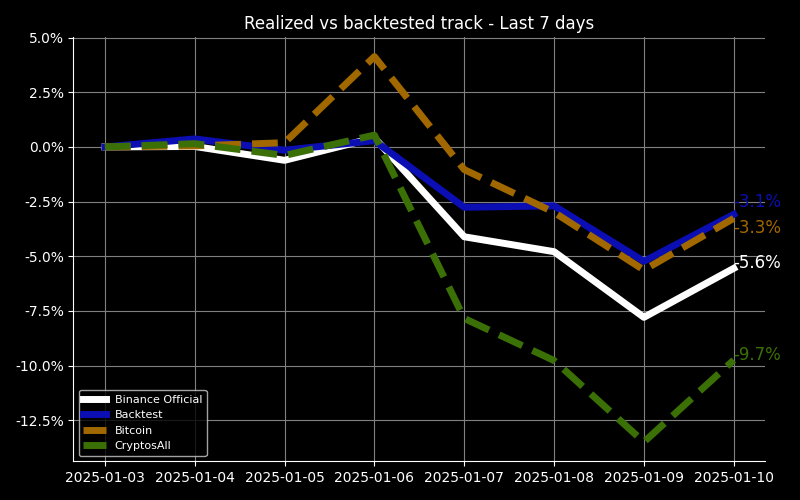 Realized vs backtested track - Last 7 days
5.0%
2.5%
0.0%
-2.5%
-5.0%
-7.5%
-10.0%
-12.5%
-3.1%
-3.3%
-5.6%
-9.7%
Binance Official
Backtest
Bitcoin
CryptosAll
2025-01-03 2025-01-04 2025-01-05 2025-01-06 2025-01-07 2025-01-08 2025-01-09 2025-01-10